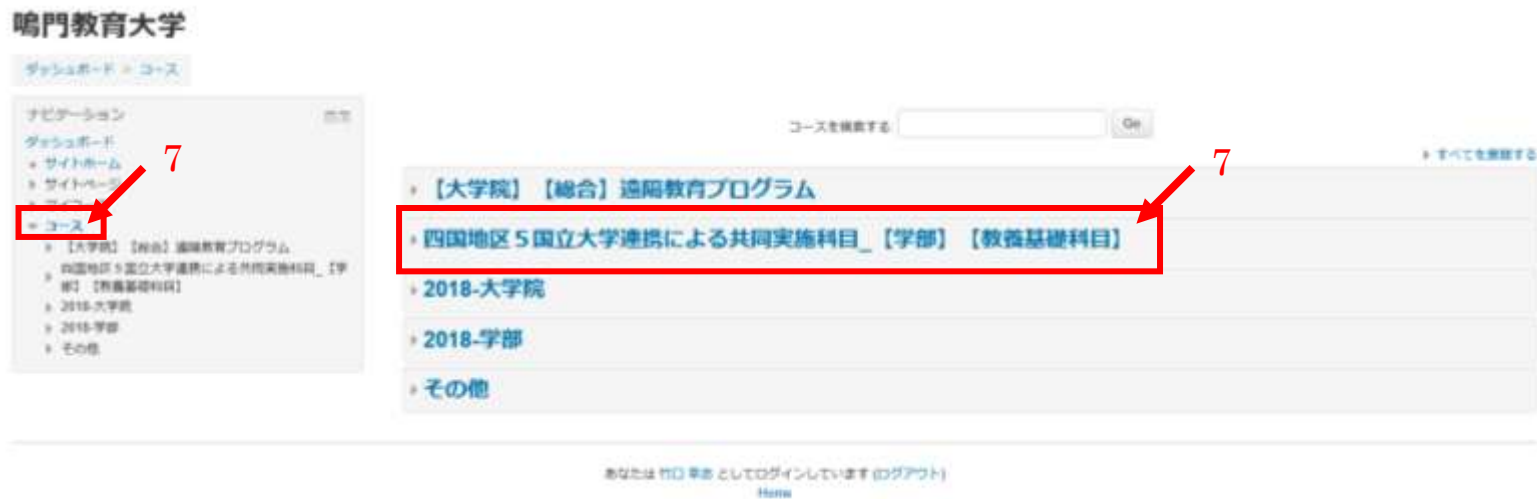 鳴門教育大学
ダッシュボード ▶ コース
ナビゲーション
ダッシュボード
サイトホーム
サイトページ
コース
【大学院】【総合】遠隔教育プログラム
四国地区5国立大学連携による共同実施科目_【学
部】【教養基礎科目】
2018-大学院
2018-学部
その他
7
コースを検索する
Go
すべてを展開する
7
【大学院】【総合】遠隔教育プログラム
四国地区5国立大学連携による共同実施科目_【学部】【教養基礎科目】
2018-大学院
2018-学部
その他
あなたは 竹口 としてログインしています (ログアウト)
Home